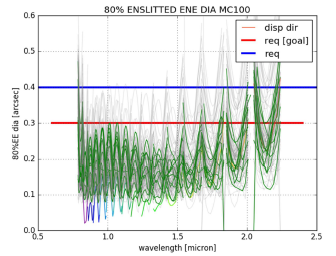 80% ENSLITTED ENE DIA MC100
disp dir
req [goal]
req
80%EE dia [arcsec]
0.6
0.5
0.4
0.3
0.2
0.1
0.0
0.5
1.0
1.5
2.0
2.5
wavelength [micron]